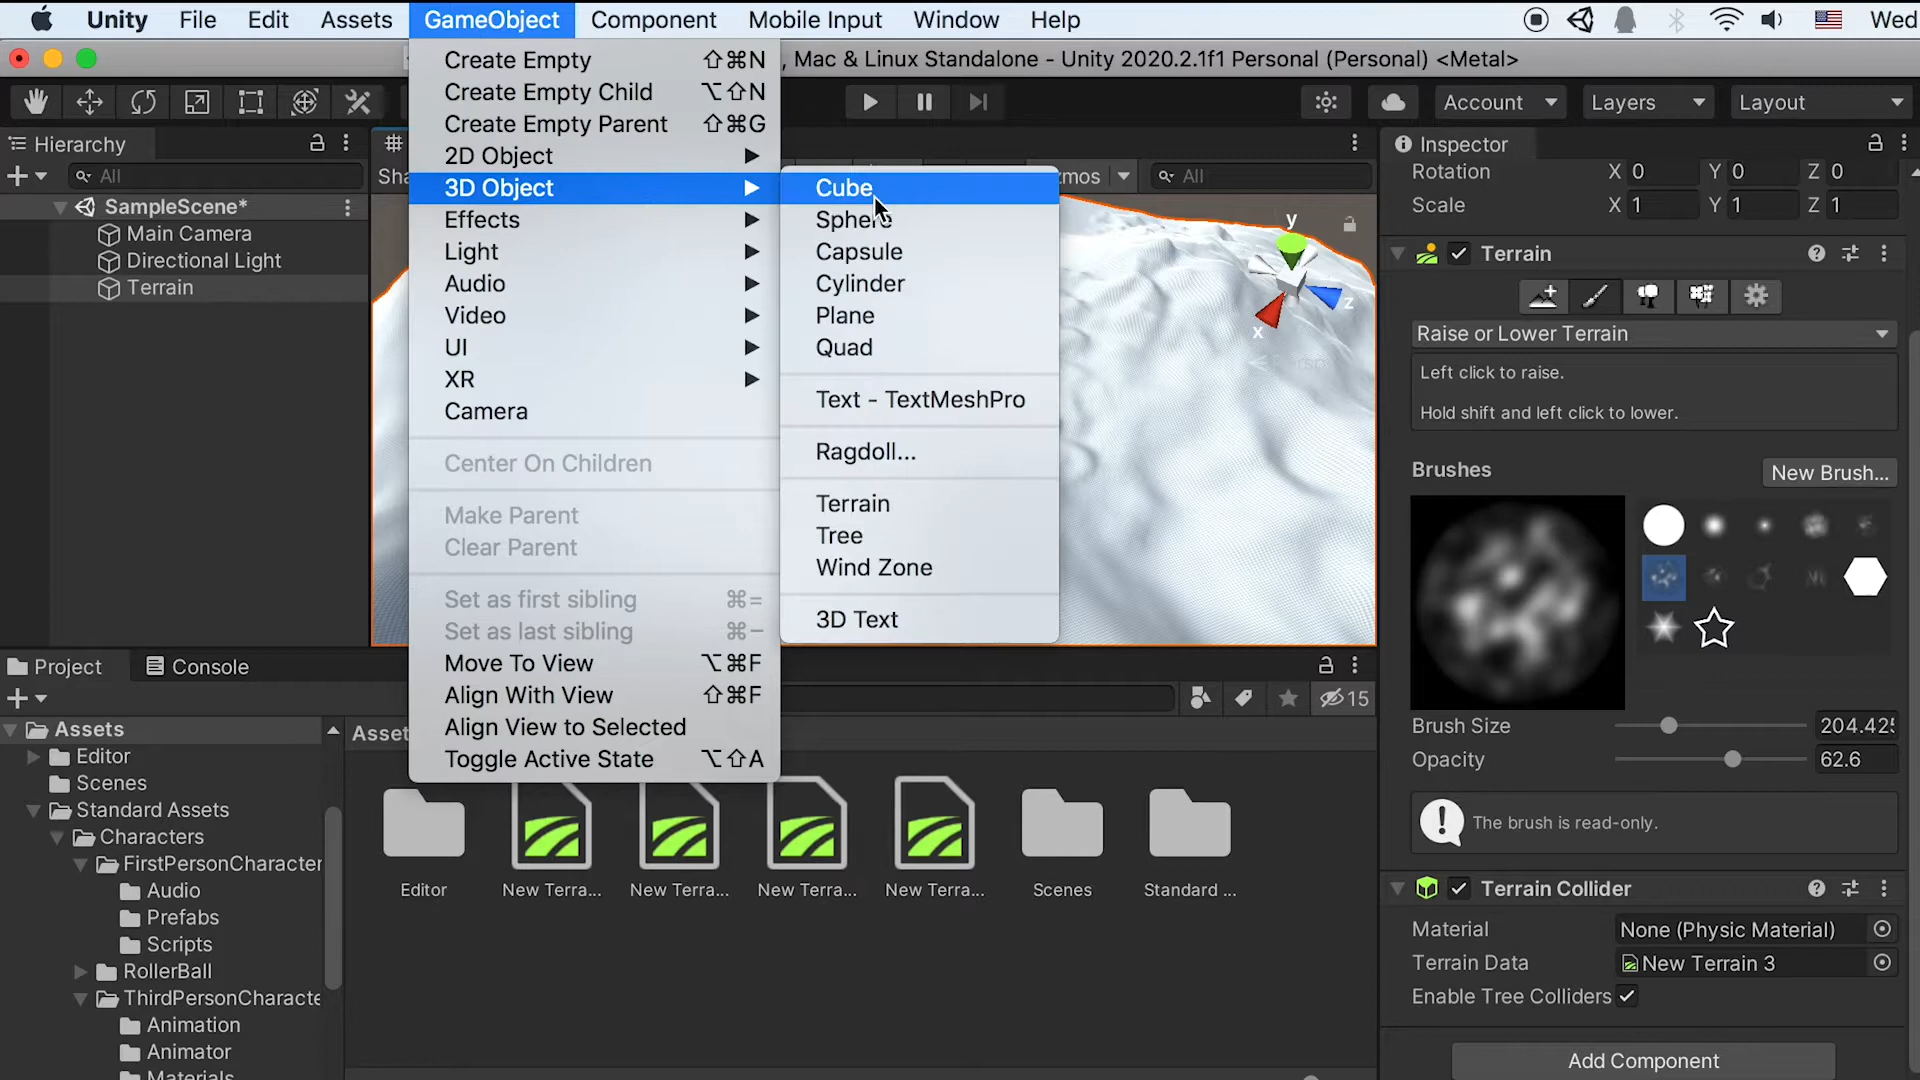 Unity File Edit Assets GameObject Component Mobile Input Window Help Wed
, Mac & Linux Standalone - Unity 2020.2.1f1 Personal (Personal) <Metal>
Account Layers Layout
Create Empty ⇧⌘N
Create Empty Child ⌥⇧N
Create Empty Parent ⇧⌘G
2D Object
3D Object
Effects
Light
Audio
Video
UI
XR
Camera
Center On Children
Make Parent
Clear Parent
Set as first sibling ⌘=
Set as last sibling ⌘−
Move To View ⌥⌘F
Align With View ⇧⌘F
Align View to Selected
Toggle Active State ⌥⇧A
Cube
Sphere
Capsule
Cylinder
Plane
Quad
Text - TextMeshPro
Ragdoll...
Terrain
Tree
Wind Zone
3D Text
Hierarchy
All
SampleScene*
Main Camera
Directional Light
Terrain
Sha
zmos All
y
z
x
Persp
Inspector
Rotation X 0 Y 0 Z 0
Scale X 1 Y 1 Z 1
Terrain
Raise or Lower Terrain
Left click to raise.
Hold shift and left click to lower.
Brushes New Brush...
Brush Size 204.425
Opacity 62.6
The brush is read-only.
Terrain Collider
Material None (Physic Material)
Terrain Data New Terrain 3
Enable Tree Colliders
Add Component
Project Console
15
Assets
Editor
Scenes
Standard Assets
Characters
FirstPersonCharacter
Audio
Prefabs
Scripts
RollerBall
ThirdPersonCharacte
Animation
Animator
Materials
Asset
Editor New Terra... New Terra... New Terra... New Terra... Scenes Standard ...